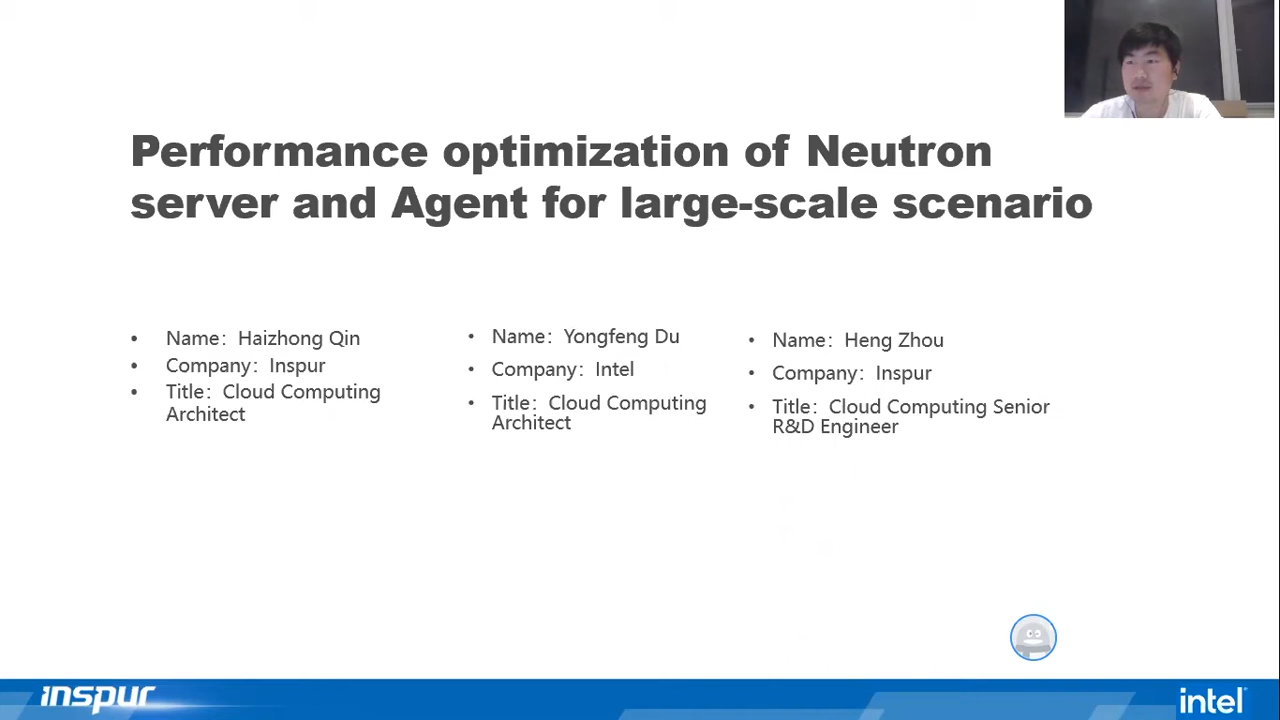 Performance optimization of Neutron
server and Agent for large-scale scenario
• Name：Haizhong Qin
• Company：Inspur
• Title：Cloud Computing
Architect
• Name：Yongfeng Du
• Company：Intel
• Title：Cloud Computing
Architect
• Name：Heng Zhou
• Company：Inspur
• Title：Cloud Computing Senior
R&D Engineer
inspur
intel